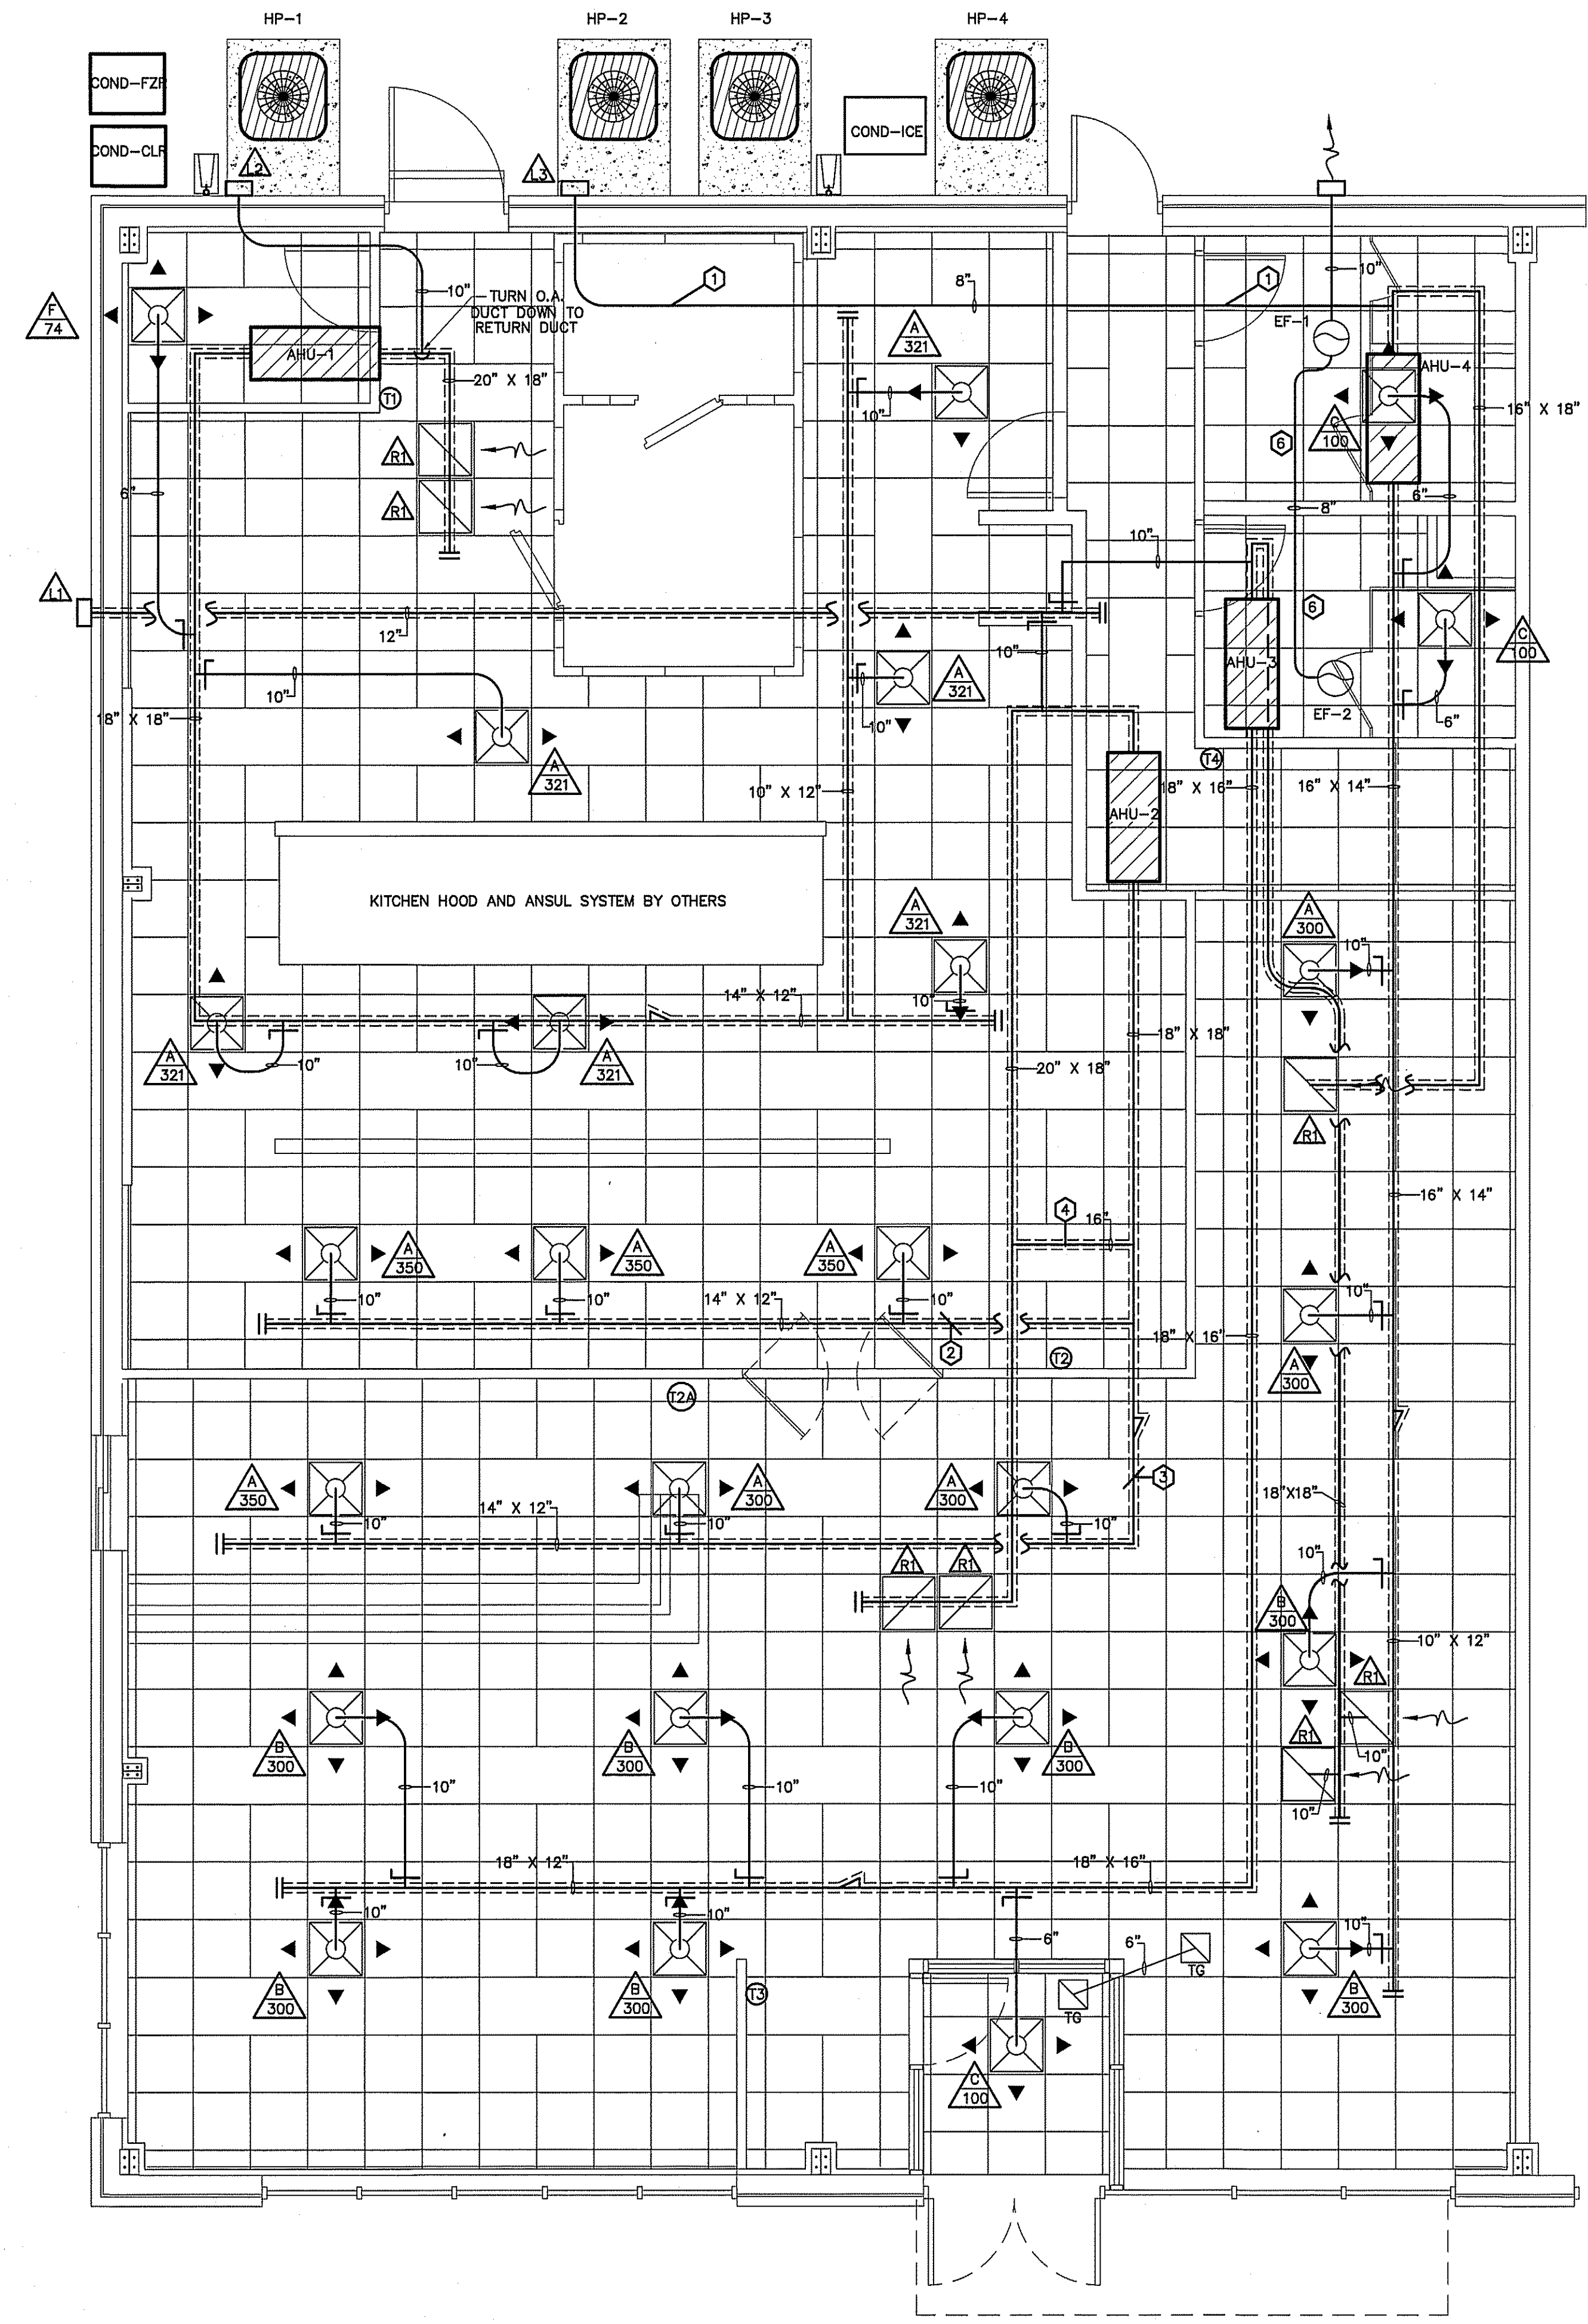 HP-1
HP-2
HP-3
HP-4
COND-FZR
COND-CLR
COND-ICE
L2
L3
10"
TURN O.A.
DUCT DOWN TO
RETURN DUCT
1
8"
1
10"
F
74
AHU-1
A
321
EF-1
AHU-4
T1
20" X 18"
10"
16" X 18"
C
100
6
R1
6"
6"
R1
8"
10"
L1
12"
6
10"
C
100
AHU-3
10"
A
321
18" X 18"
10"
EF-2
6"
A
321
T4
10" X 12"
18" X 16"
16" X 14"
AHU-2
KITCHEN HOOD AND ANSUL SYSTEM BY OTHERS
A
321
A
300
10"
14" X 12"
10"
18" X 18"
A
321
10"
10"
A
321
20" X 18"
R1
16" X 14"
4
16"
A
350
A
350
A
350
10"
10"
14" X 12"
10"
10"
18" X 16"
2
T2
A
300
T2A
A
350
A
300
A
300
3
18"X18"
14" X 12"
10"
10"
10"
R1
R1
10"
B
300
10" X 12"
R1
B
300
B
300
B
300
R1
10"
10"
10"
10"
10"
18" X 12"
18" X 16"
10"
10"
6"
6"
10"
TG
B
300
B
300
T3
TG
B
300
C
100